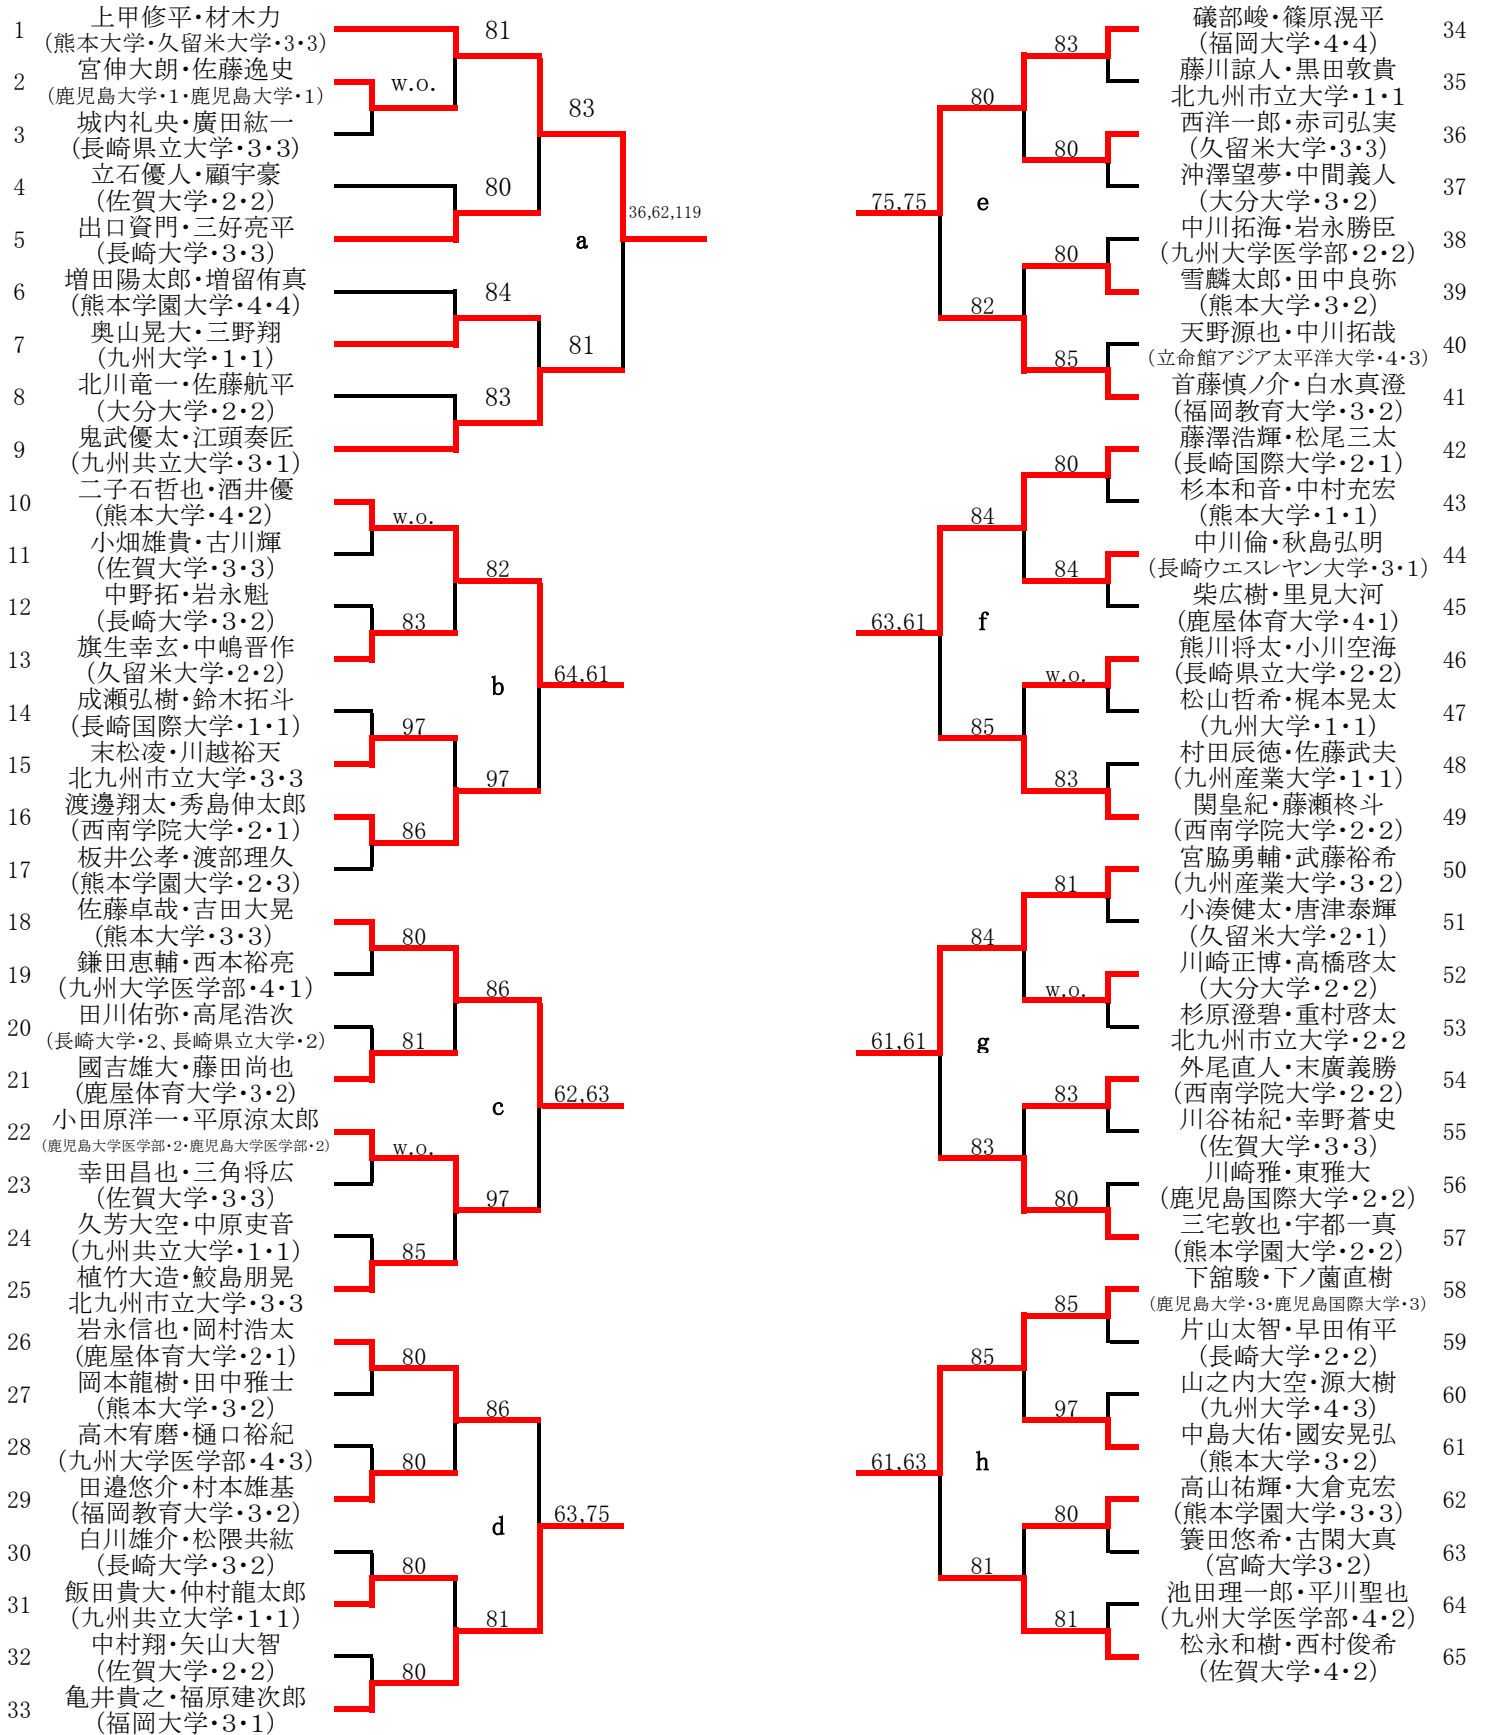 1
上甲修平・材木力
(熊本大学・久留米大学・3・3)
2
宮伸大朗・佐藤逸史
(鹿児島大学・1・鹿児島大学・1)
3
城内礼央・廣田紘一
(長崎県立大学・3・3)
4
立石優人・顧宇豪
(佐賀大学・2・2)
5
出口資門・三好亮平
(長崎大学・3・3)
6
増田陽太郎・増留侑真
(熊本学園大学・4・4)
7
奥山晃大・三野翔
(九州大学・1・1)
8
北川竜一・佐藤航平
(大分大学・2・2)
9
鬼武優太・江頭奏匠
(九州共立大学・3・1)
10
二子石哲也・酒井優
(熊本大学・4・2)
11
小畑雄貴・古川輝
(佐賀大学・3・3)
12
中野拓・岩永魁
(長崎大学・3・2)
13
旗生幸玄・中嶋晋作
(久留米大学・2・2)
14
成瀬弘樹・鈴木拓斗
(長崎国際大学・1・1)
15
末松凌・川越裕天
北九州市立大学・3・3
16
渡邊翔太・秀島伸太郎
(西南学院大学・2・1)
17
板井公孝・渡部理久
(熊本学園大学・2・3)
18
佐藤卓哉・吉田大晃
(熊本大学・3・3)
19
鎌田恵輔・西本裕亮
(九州大学医学部・4・1)
20
田川佑弥・高尾浩次
(長崎大学・2、長崎県立大学・2)
21
國吉雄大・藤田尚也
(鹿屋体育大学・3・2)
22
小田原洋一・平原涼太郎
(鹿児島大学医学部・2・鹿児島大学医学部・2)
23
幸田昌也・三角将広
(佐賀大学・3・3)
24
久芳大空・中原吏音
(九州共立大学・1・1)
25
植竹大造・鮫島朋晃
北九州市立大学・3・3
26
岩永信也・岡村浩太
(鹿屋体育大学・2・1)
27
岡本龍樹・田中雅士
(熊本大学・3・2)
28
高木宥磨・樋口裕紀
(九州大学医学部・4・3)
29
田邉悠介・村本雄基
(福岡教育大学・3・2)
30
白川雄介・松隈共紘
(長崎大学・3・2)
31
飯田貴大・仲村龍太郎
(九州共立大学・1・1)
32
中村翔・矢山大智
(佐賀大学・2・2)
33
亀井貴之・福原建次郎
(福岡大学・3・1)
81
w.o.
83
80
36,62,119
a
84
81
83
w.o.
82
83
64,61
b
97
97
86
80
86
81
62,63
c
w.o.
97
85
80
86
80
63,75
d
80
81
80
83
80
80
75,75
e
80
82
85
80
84
84
63,61
f
w.o.
85
83
81
84
w.o.
61,61
g
83
83
80
85
85
97
61,63
h
80
81
81
礒部峻・篠原滉平
(福岡大学・4・4)
34
藤川諒人・黒田敦貴
北九州市立大学・1・1
35
西洋一郎・赤司弘実
(久留米大学・3・3)
36
沖澤望夢・中間義人
(大分大学・3・2)
37
中川拓海・岩永勝臣
(九州大学医学部・2・2)
38
雪麟太郎・田中良弥
(熊本大学・3・2)
39
天野源也・中川拓哉
(立命館アジア太平洋大学・4・3)
40
首藤慎ノ介・白水真澄
(福岡教育大学・3・2)
41
藤澤浩輝・松尾三太
(長崎国際大学・2・1)
42
杉本和音・中村充宏
(熊本大学・1・1)
43
中川倫・秋島弘明
(長崎ウエスレヤン大学・3・1)
44
柴広樹・里見大河
(鹿屋体育大学・4・1)
45
熊川将太・小川空海
(長崎県立大学・2・2)
46
松山哲希・梶本晃太
(九州大学・1・1)
47
村田辰徳・佐藤武夫
(九州産業大学・1・1)
48
関皇紀・藤瀬柊斗
(西南学院大学・2・2)
49
宮脇勇輔・武藤裕希
(九州産業大学・3・2)
50
小湊健太・唐津泰輝
(久留米大学・2・1)
51
川崎正博・高橋啓太
(大分大学・2・2)
52
杉原澄碧・重村啓太
北九州市立大学・2・2
53
外尾直人・末廣義勝
(西南学院大学・2・2)
54
川谷祐紀・幸野蒼史
(佐賀大学・3・3)
55
川崎雅・東雅大
(鹿児島国際大学・2・2)
56
三宅敦也・宇都一真
(熊本学園大学・2・2)
57
下舘駿・下ノ薗直樹
(鹿児島大学・3・鹿児島国際大学・3)
58
片山太智・早田侑平
(長崎大学・2・2)
59
山之内大空・源大樹
(九州大学・4・3)
60
中島大佑・國安晃弘
(熊本大学・3・2)
61
高山祐輝・大倉克宏
(熊本学園大学・3・3)
62
簑田悠希・古閑大真
(宮崎大学3・2)
63
池田理一郎・平川聖也
(九州大学医学部・4・2)
64
松永和樹・西村俊希
(佐賀大学・4・2)
65